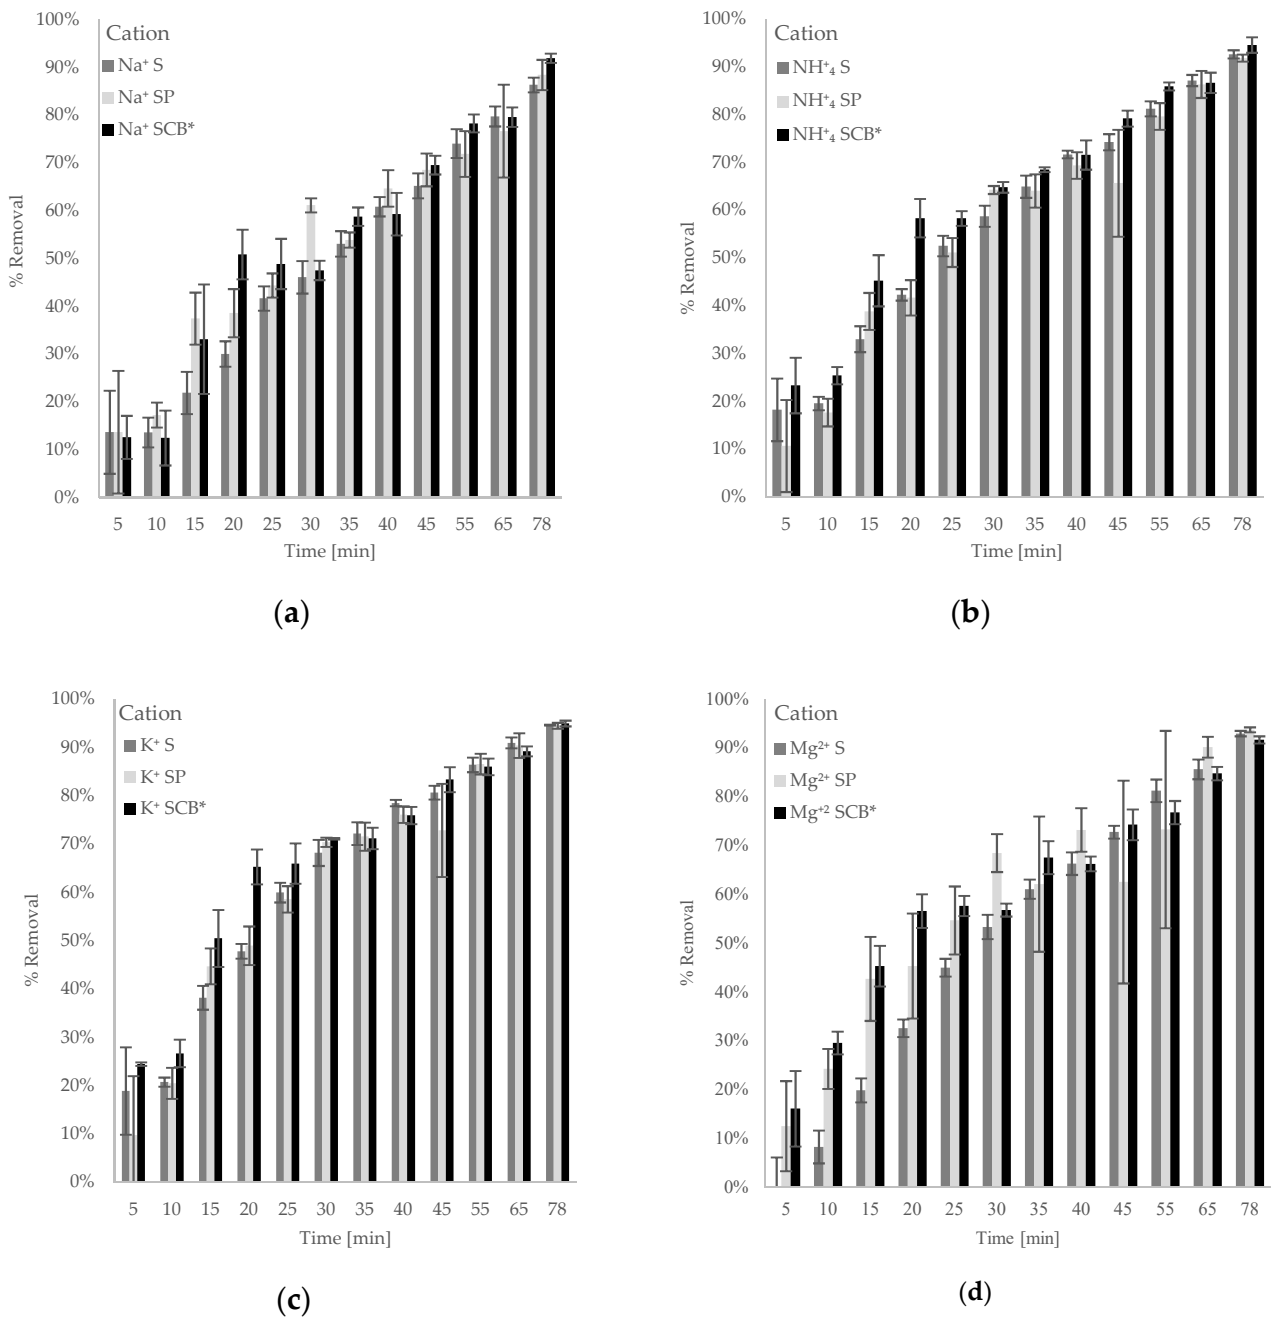 100%
90%
80%
70%
60%
50%
40%
30%
20%
10%
0%
% Removal
Cation
Na⁺ S
Na⁺ SP
Na⁺ SCB*
5 10 15 20 25 30 35 40 45 55 65 78
Time [min]
(a)
100%
90%
80%
70%
60%
50%
40%
30%
20%
10%
0%
% Removal
Cation
NH⁺₄ S
NH⁺₄ SP
NH⁺₄ SCB*
5 10 15 20 25 30 35 40 45 55 65 78
Time [min]
(b)
100%
90%
80%
70%
60%
50%
40%
30%
20%
10%
0%
% Removal
Cation
K⁺ S
K⁺ SP
K⁺ SCB*
5 10 15 20 25 30 35 40 45 55 65 78
Time [min]
(c)
100%
90%
80%
70%
60%
50%
40%
30%
20%
10%
0%
% Removal
Cation
Mg²⁺ S
Mg²⁺ SP
Mg⁺² SCB*
5 10 15 20 25 30 35 40 45 55 65 78
Time [min]
(d)